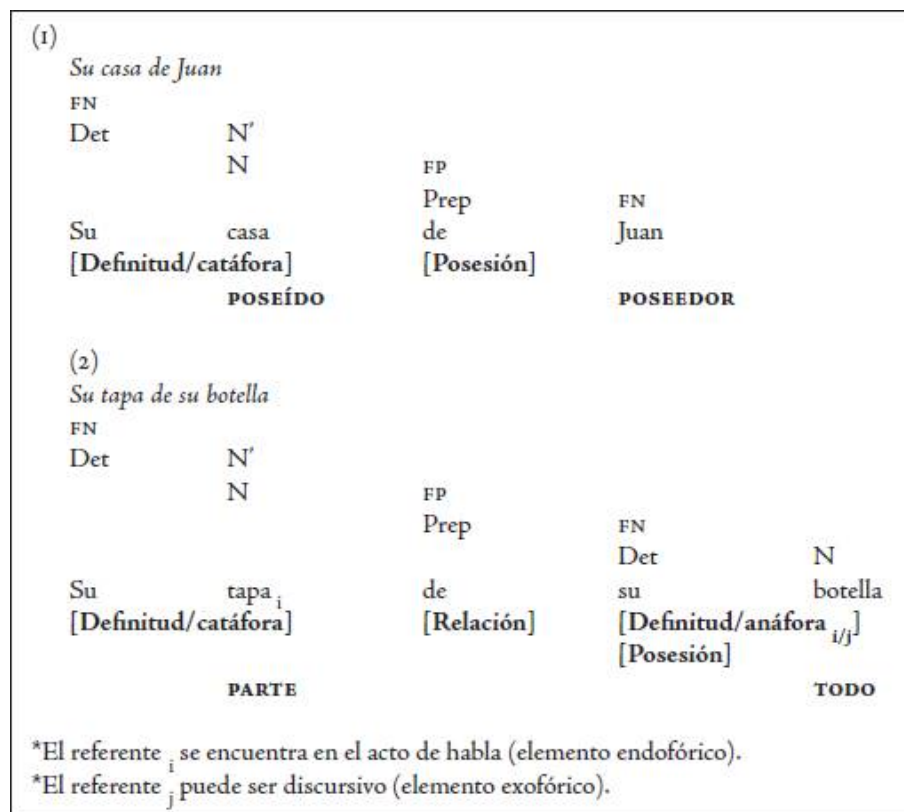 (1)
Su casa de Juan
FN
Det N'
N FP
Prep FN
Su casa de Juan
[Definitud/catáfora] [Posesión]
POSEÍDO POSEEDOR
(2)
Su tapa de su botella
FN
Det N'
N FP
Prep FN
Det N
Su tapa i de su botella
[Definitud/catáfora] [Relación] [Definitud/anáfora i/j]
[Posesión]
PARTE TODO
*El referente i se encuentra en el acto de habla (elemento endofórico).
*El referente j puede ser discursivo (elemento exofórico).